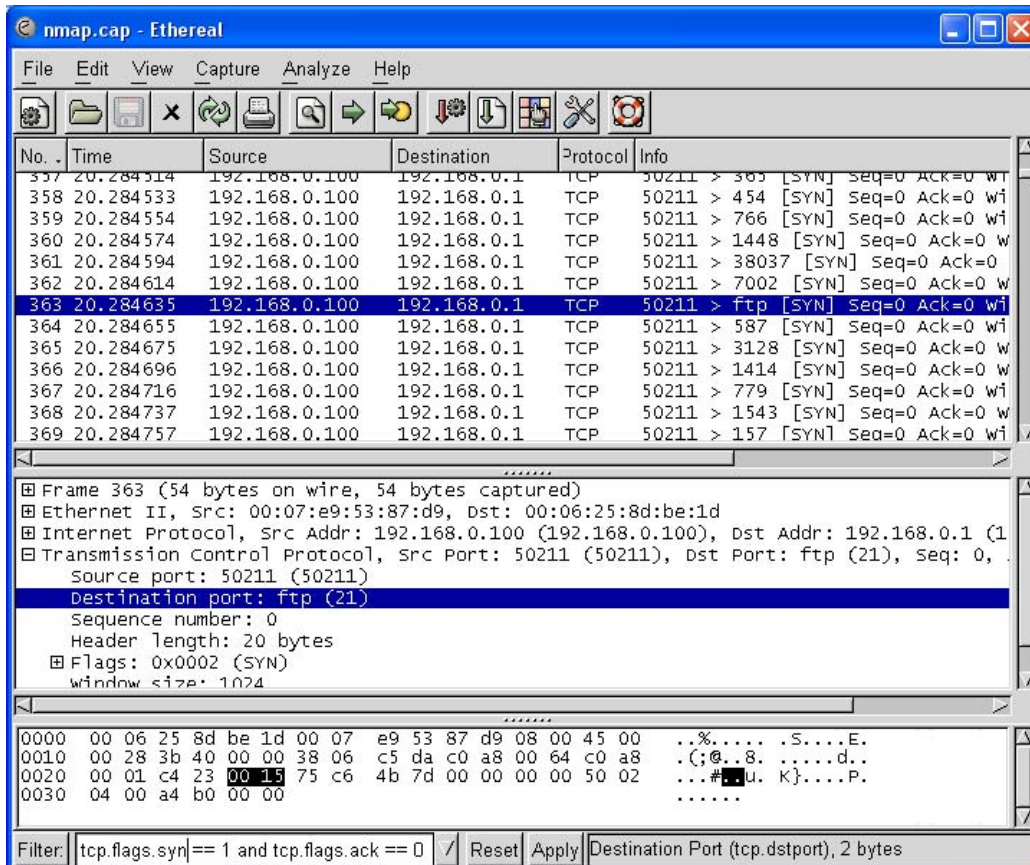 nmap.cap - Ethereal
File Edit View Capture Analyze Help
No. . Time Source Destination Protocol Info
357 20.284514 192.168.0.100 192.168.0.1 TCP 50211 > 365 [SYN] Seq=0 Ack=0 Wi
358 20.284533 192.168.0.100 192.168.0.1 TCP 50211 > 454 [SYN] Seq=0 Ack=0 Wi
359 20.284554 192.168.0.100 192.168.0.1 TCP 50211 > 766 [SYN] Seq=0 Ack=0 Wi
360 20.284574 192.168.0.100 192.168.0.1 TCP 50211 > 1448 [SYN] Seq=0 Ack=0 W
361 20.284594 192.168.0.100 192.168.0.1 TCP 50211 > 38037 [SYN] Seq=0 Ack=0
362 20.284614 192.168.0.100 192.168.0.1 TCP 50211 > 7002 [SYN] Seq=0 Ack=0 W
363 20.284635 192.168.0.100 192.168.0.1 TCP 50211 > ftp [SYN] Seq=0 Ack=0 Wi
364 20.284655 192.168.0.100 192.168.0.1 TCP 50211 > 587 [SYN] Seq=0 Ack=0 Wi
365 20.284675 192.168.0.100 192.168.0.1 TCP 50211 > 3128 [SYN] Seq=0 Ack=0 W
366 20.284696 192.168.0.100 192.168.0.1 TCP 50211 > 1414 [SYN] Seq=0 Ack=0 W
367 20.284716 192.168.0.100 192.168.0.1 TCP 50211 > 779 [SYN] Seq=0 Ack=0 Wi
368 20.284737 192.168.0.100 192.168.0.1 TCP 50211 > 1543 [SYN] Seq=0 Ack=0 W
369 20.284757 192.168.0.100 192.168.0.1 TCP 50211 > 157 [SYN] Seq=0 Ack=0 Wi
Frame 363 (54 bytes on wire, 54 bytes captured)
Ethernet II, Src: 00:07:e9:53:87:d9, Dst: 00:06:25:8d:be:1d
Internet Protocol, Src Addr: 192.168.0.100 (192.168.0.100), Dst Addr: 192.168.0.1 (1
Transmission Control Protocol, Src Port: 50211 (50211), Dst Port: ftp (21), Seq: 0, .
Source port: 50211 (50211)
Destination port: ftp (21)
Sequence number: 0
Header length: 20 bytes
Flags: 0x0002 (SYN)
Window size: 1024
0000 00 06 25 8d be 1d 00 07 e9 53 87 d9 08 00 45 00 ..%..... .S....E.
0010 00 28 3b 40 00 00 38 06 c5 da c0 a8 00 64 c0 a8 .(;@..8. .....d..
0020 00 01 c4 23 00 15 75 c6 4b 7d 00 00 00 00 50 02 ...#..u. K}....P.
0030 04 00 a4 b0 00 00 ......
Filter: tcp.flags.syn== 1 and tcp.flags.ack == 0 Reset Apply Destination Port (tcp.dstport), 2 bytes